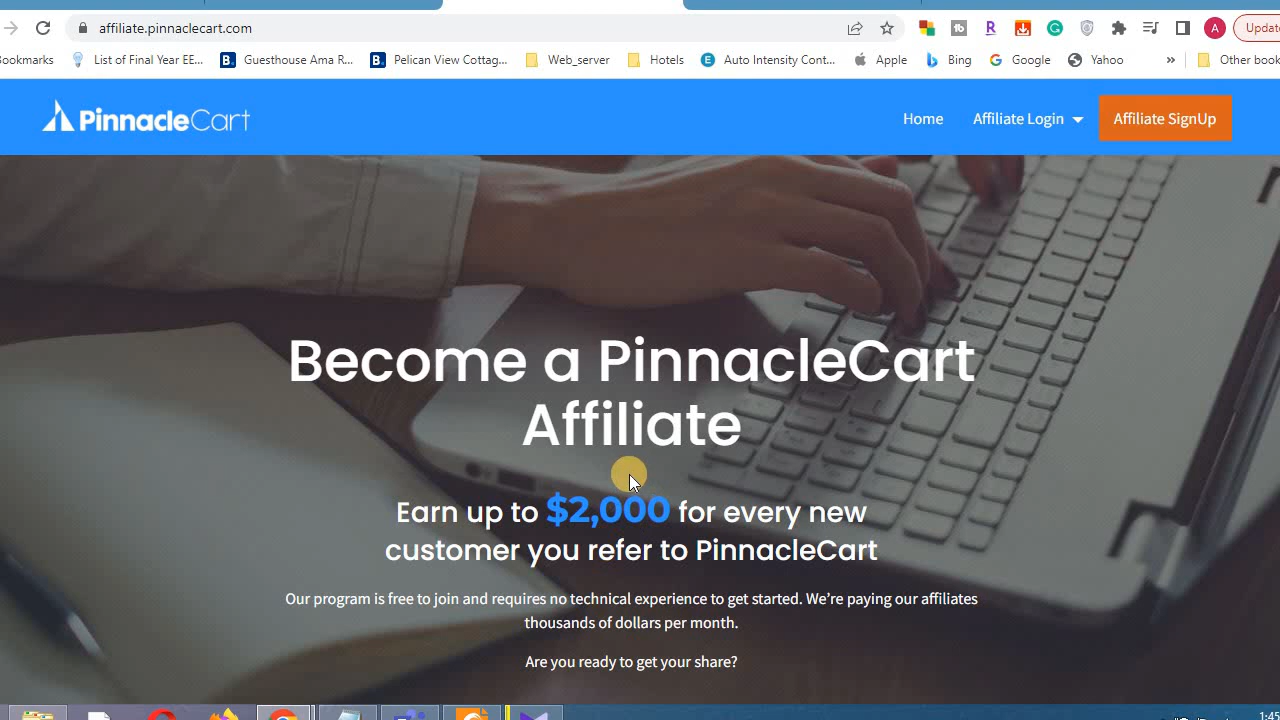 affiliate.pinnaclecart.com
Update
Bookmarks
List of Final Year EE...
B.
Guesthouse Ama R...
B.
Pelican View Cottag...
Web_server
Hotels
E
Auto Intensity Cont...
Apple
Bing
Google
Yahoo
»
Other book
PinnacleCart
Home
Affiliate Login
Affiliate SignUp
Become a PinnacleCart
Affiliate
Earn up to $2,000 for every new
customer you refer to PinnacleCart
Our program is free to join and requires no technical experience to get started. We’re paying our affiliates
thousands of dollars per month.
Are you ready to get your share?
1:45